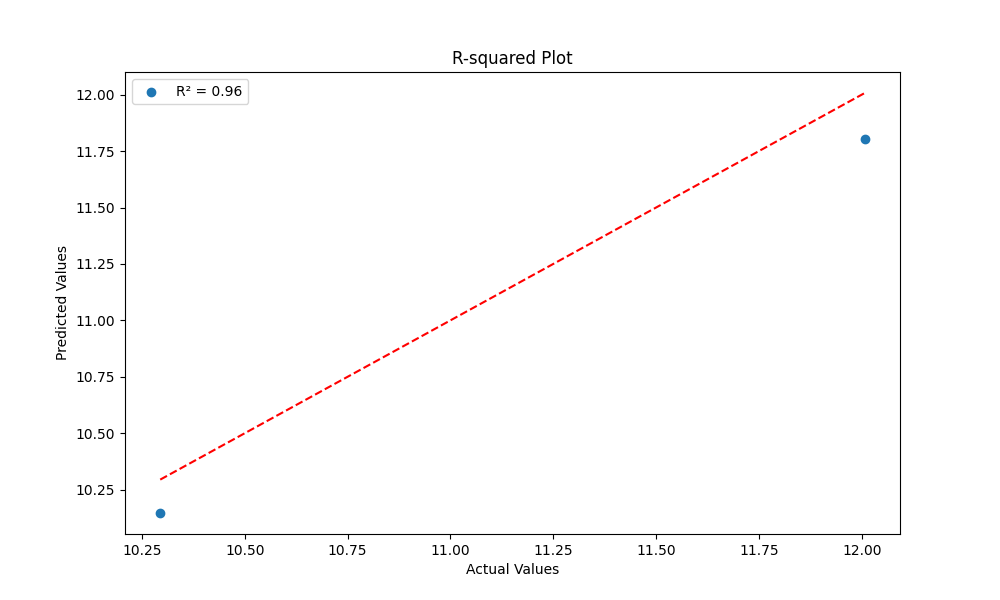 R-squared Plot
R² = 0.96
12.00
11.75
11.50
11.25
11.00
10.75
10.50
10.25
Predicted Values
10.25 10.50 10.75 11.00 11.25 11.50 11.75 12.00
Actual Values